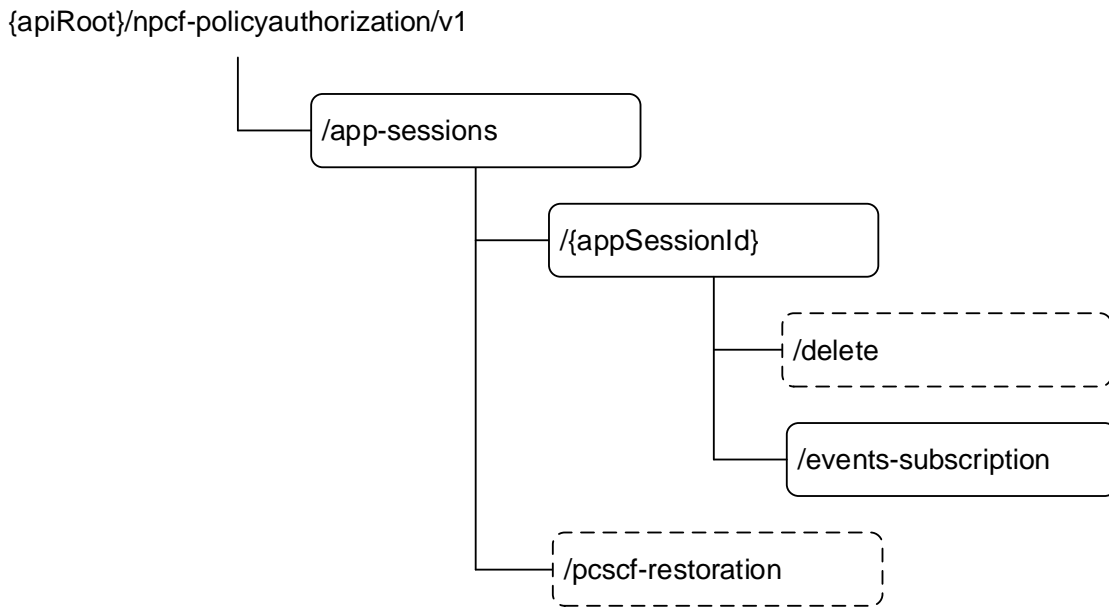 {apiRoot}/npcf-policyauthorization/v1
/app-sessions
/{appSessionId}
/delete
/events-subscription
/pcscf-restoration